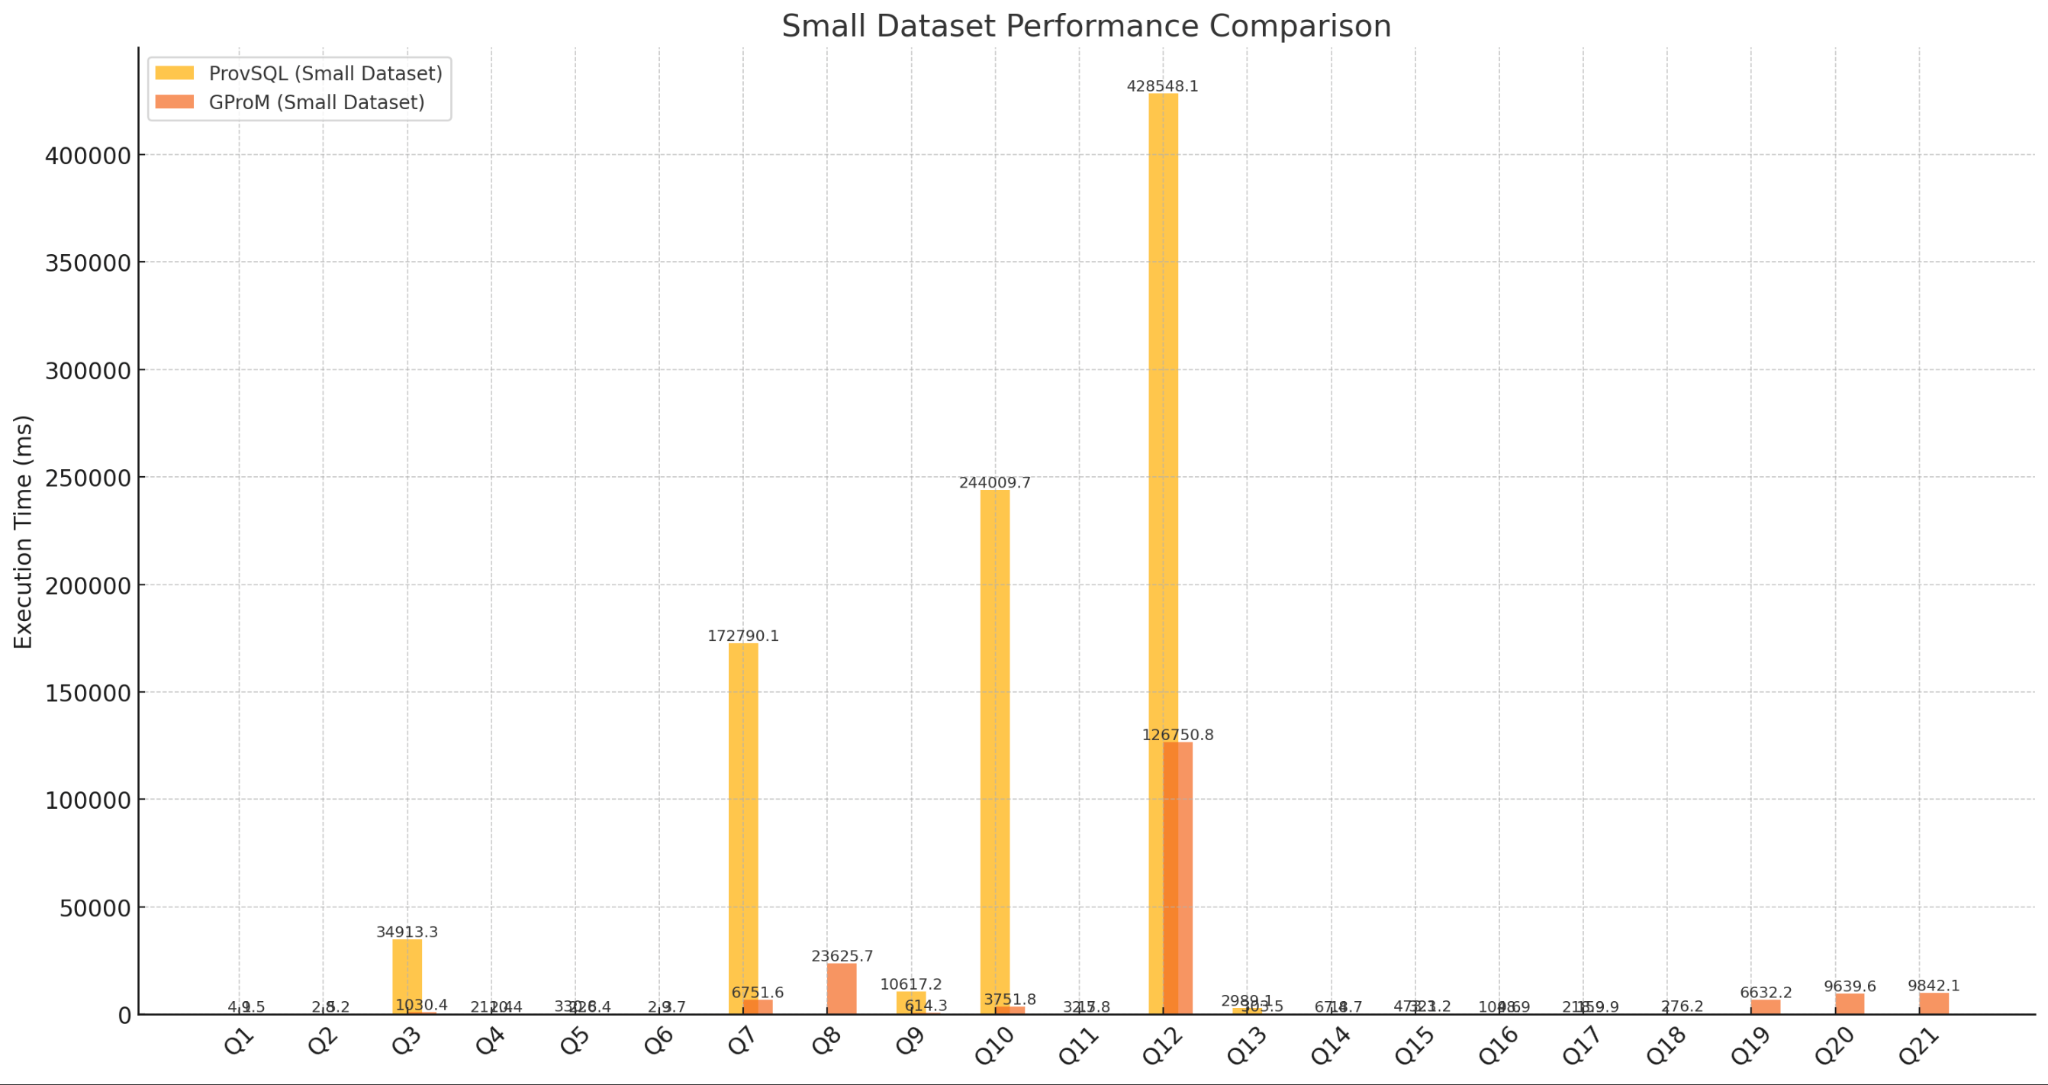 Small Dataset Performance Comparison
ProvSQL (Small Dataset)
GProM (Small Dataset)
Execution Time (ms)
400000
350000
300000
250000
200000
150000
100000
50000
0
428548.1
244009.7
172790.1
126750.8
34913.3
23625.7
10617.2
9639.6
9842.1
6751.6
6632.2
3751.8
2989.1
1030.4
614.3
276.2
Q1
Q2
Q3
Q4
Q5
Q6
Q7
Q8
Q9
Q10
Q11
Q12
Q13
Q14
Q15
Q16
Q17
Q18
Q19
Q20
Q21